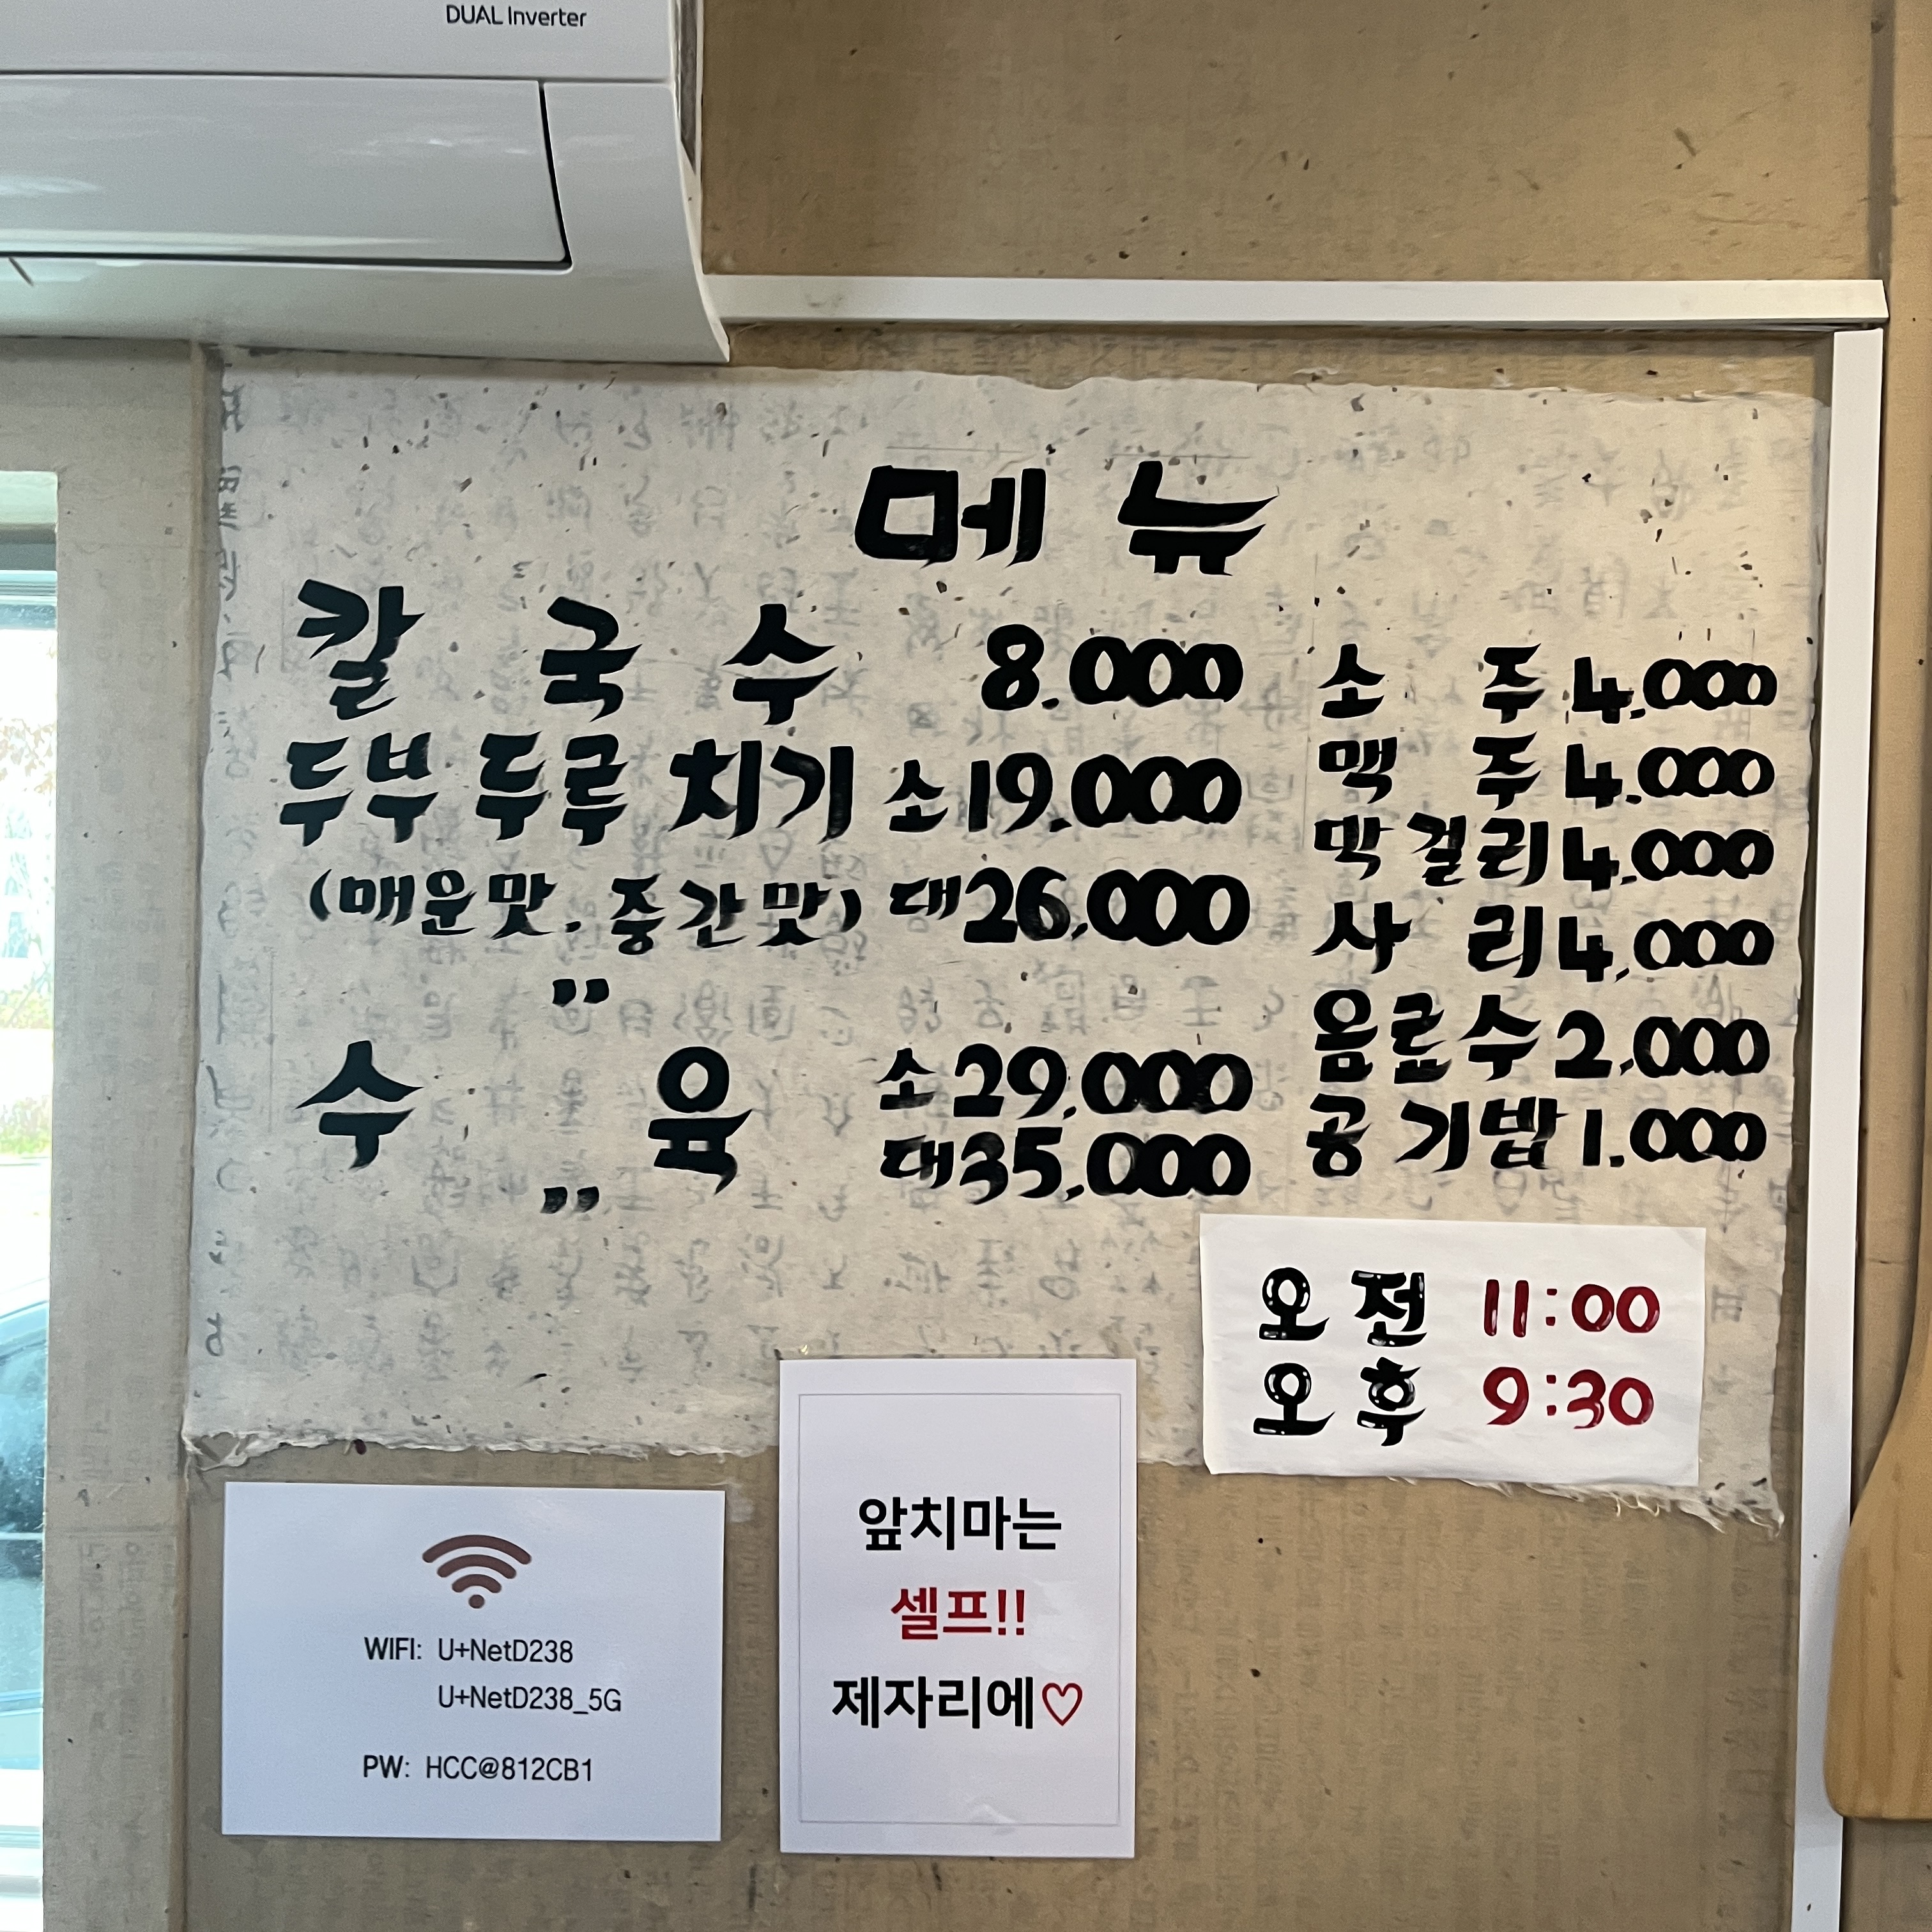 DUAL Inverter
메뉴
칼국수 8.000
두부두루치기 소19.000
(매운맛.중간맛) 대26,000
"
수육 소29,000
대35,000
"
소주 4,000
맥주 4.000
막걸리 4.000
사리 4,000
음료수 2,000
공기밥 1.000
오전 11:00
오후 9:30
앞치마는
셀프!!
제자리에♡
WIFI: U+NetD238
U+NetD238_5G
PW: HCC@812CB1